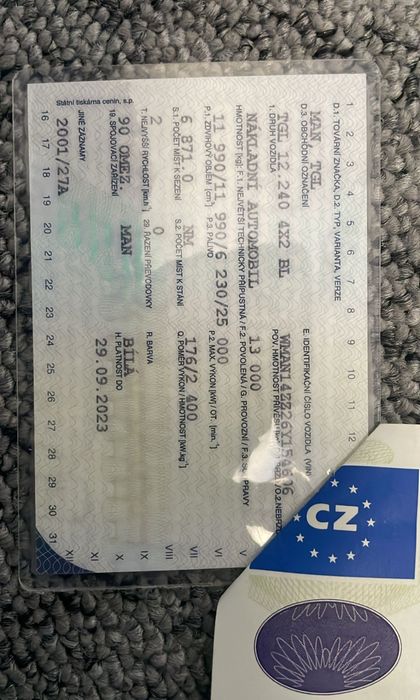 1 2 3 4 5 6 7 8 9 10 11 12
D.1. TOVÁRNÍ ZNAČKA, D.2. TYP, VARIANTA, VERZE
MAN, TGL
D.3. OBCHODNÍ OZNAČENÍ E. IDENTIFIKAČNÍ ČÍSLO VOZIDLA (VIN)
TGL 12.240 4X2 BL
1. DRUH VOZIDLA POV. HMOTNOST PŘÍVĚSU
NÁKLADNÍ AUTOMOBIL 13 000
HMOTNOST [kg]: F.1. NEJVĚTŠÍ TECHNICKY PŘÍPUSTNÁ / F.2. POVOLENÁ / G. PROVOZNÍ / F.3. PRAVY
11 990/11 990/6 230/25 000
P.1. ZDVIHOVÝ OBJEM [cm³] P.3. PALIVO P.2. MAX. VÝKON [kW] / OT. [min.⁻¹]
6 871.0 NM 176/2 400
S.1. POČET MÍST K SEZENÍ S.2. POČET MÍST K STÁNÍ Q. POMĚR VÝKON / HMOTNOST [kW.kg⁻¹]
2 0
T. NEJVYŠŠÍ RYCHLOST [km.h⁻¹] 29. ŘAZENÍ PŘEVODOVKY R. BARVA
90 OMEZ. MAN BÍLÁ
19. SPOJOVACÍ ZAŘÍZENÍ H. PLATNOST DO
29.09.2023
JINÉ ZÁZNAMY
2001/27A
Státní tiskárna cenin, s.p.
16 17 18 19 20 21 22 23 24 25 26 27 28 29 30 31
V VI VII VIII IX X XI XII
CZ